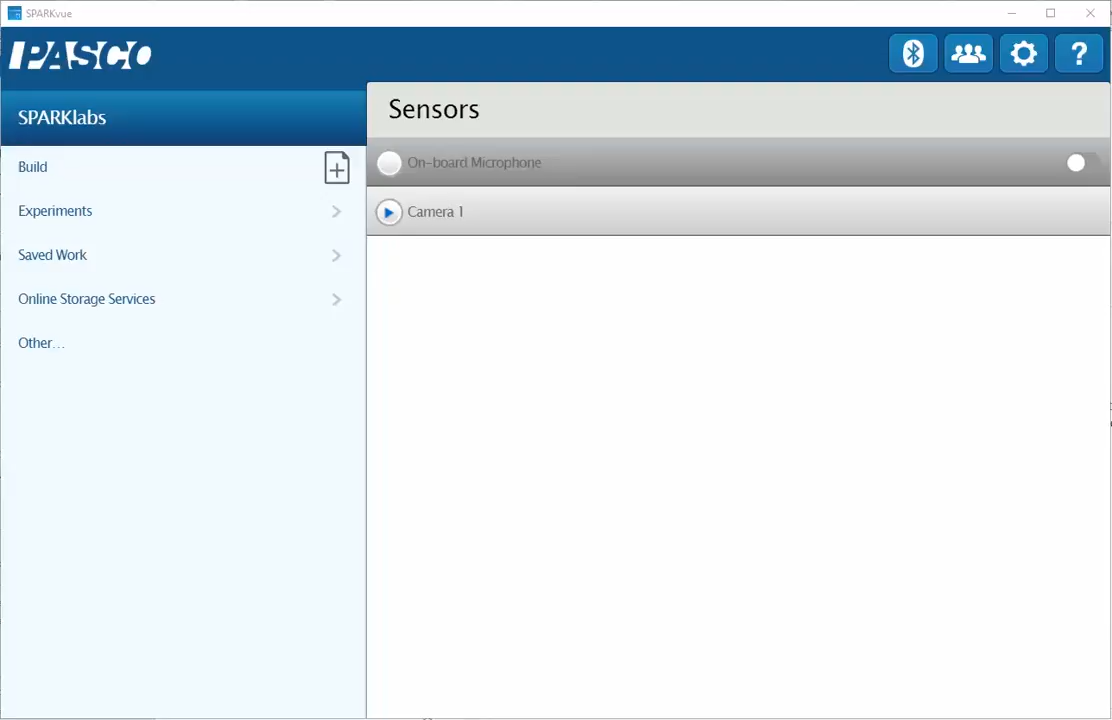 SPARKvue
PASCO
?
SPARKlabs
Build
Experiments
Saved Work
Online Storage Services
Other...
Sensors
On-board Microphone
Camera 1